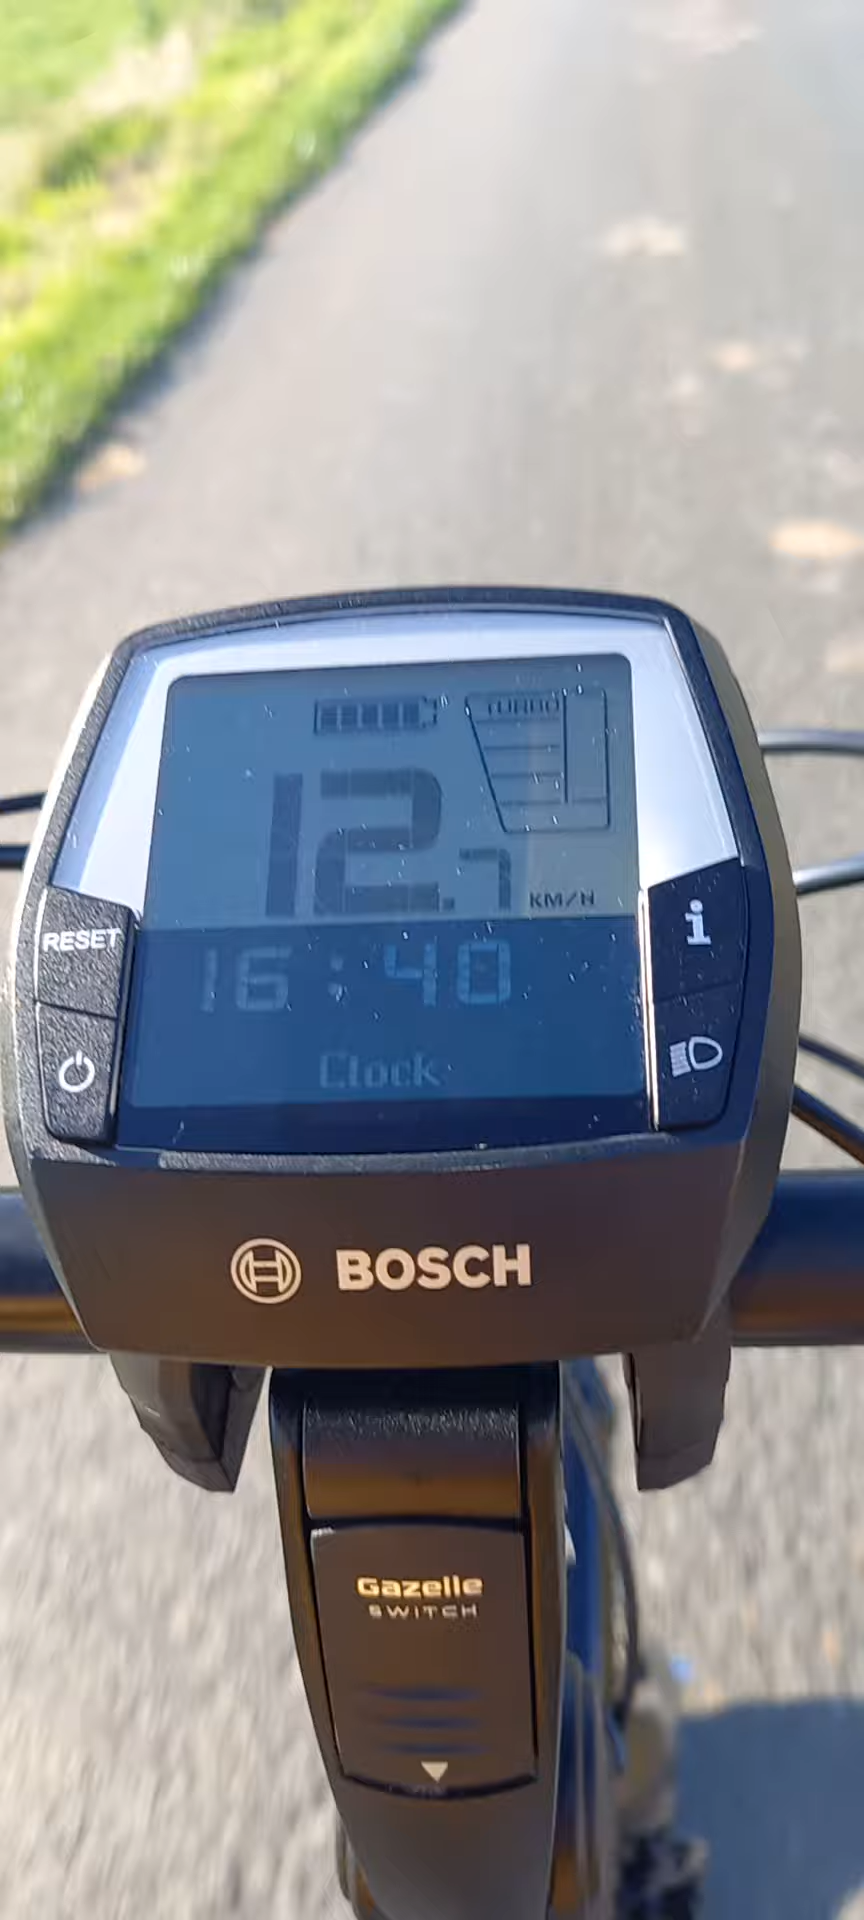 TURBO
12.7 KM/H
RESET
i
16:40
Clock
BOSCH
Gazelle
SWITCH